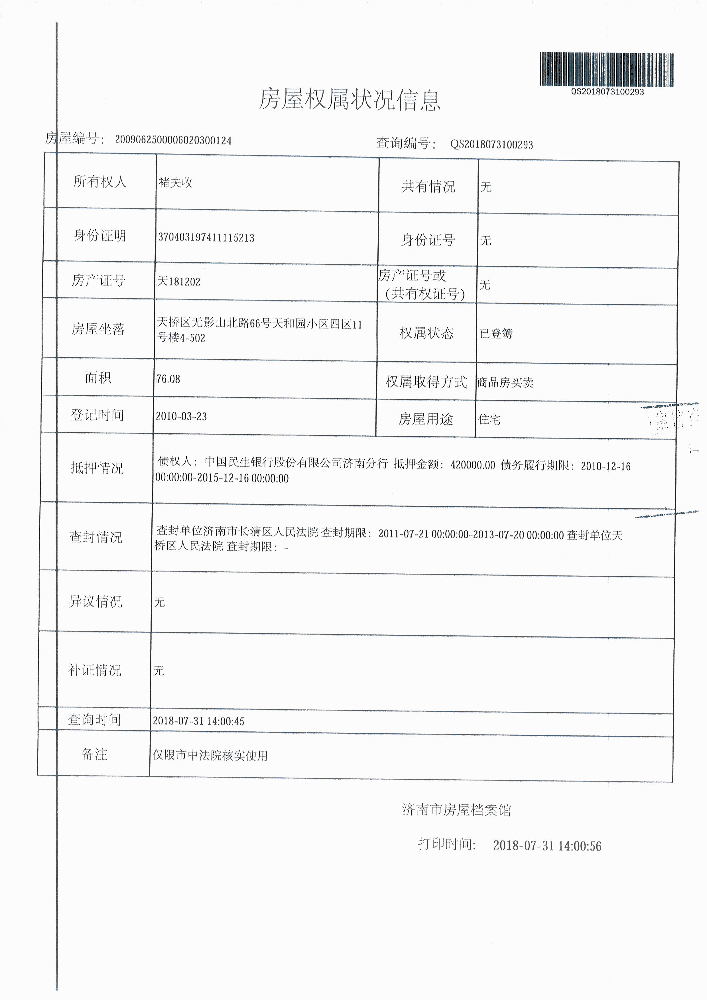 QS2018073100293
房屋权属状况信息
房屋编号： 2009062500006020300124 查询编号： QS2018073100293
所有权人 褚夫收 共有情况 无
身份证明 370403197411115213 身份证号 无
房产证号 天181202 房产证号或（共有权证号） 无
房屋坐落 天桥区无影山北路66号天和园小区四区11
号楼4-502 权属状态 已登簿
面积 76.08 权属取得方式 商品房买卖
登记时间 2010-03-23 房屋用途 住宅
抵押情况 债权人： 中国民生银行股份有限公司济南分行 抵押金额： 420000.00 债务履行期限： 2010-12-16
00:00:00-2015-12-16 00:00:00
查封情况 查封单位济南市长清区人民法院 查封期限： 2011-07-21 00:00:00-2013-07-20 00:00:00 查封单位天
桥区人民法院 查封期限： -
异议情况 无
补证情况 无
查询时间 2018-07-31 14:00:45
备注 仅限市中法院核实使用
济南市房屋档案馆
打印时间： 2018-07-31 14:00:56